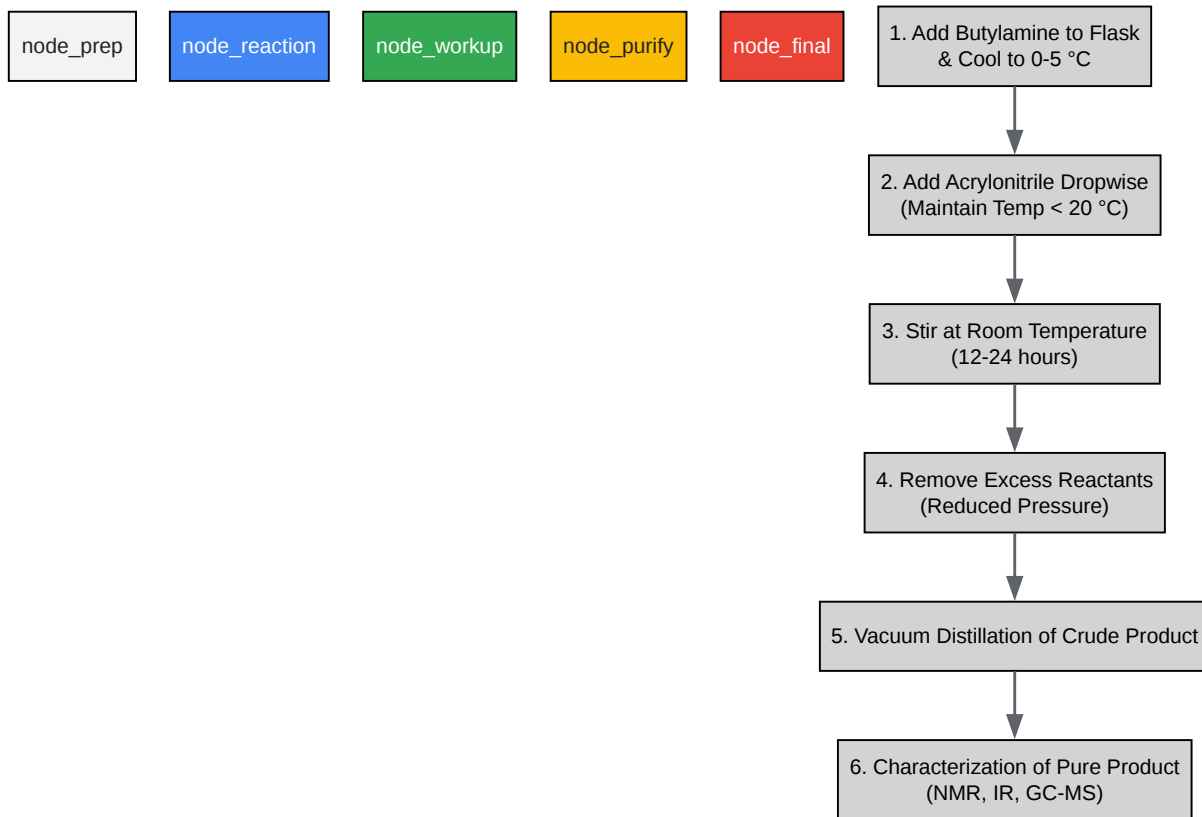 node_prep
node_reaction
node_workup
node_purify
node_final
1. Add Butylamine to Flask
& Cool to 0-5 °C
2. Add Acrylonitrile Dropwise
(Maintain Temp < 20 °C)
3. Stir at Room Temperature
(12-24 hours)
4. Remove Excess Reactants
(Reduced Pressure)
5. Vacuum Distillation of Crude Product
6. Characterization of Pure Product
(NMR, IR, GC-MS)